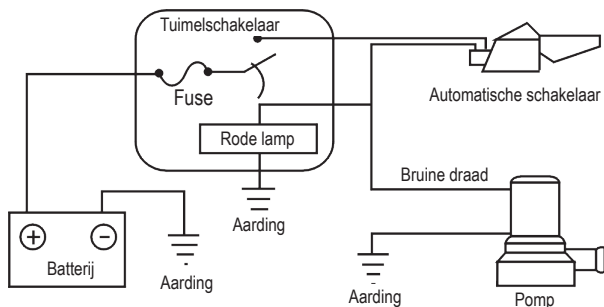 Tuimelschakelaar
Fuse
Automatische schakelaar
Rode lamp
Bruine draad
Aarding
+
-
Batterij
Aarding
Aarding
Pomp